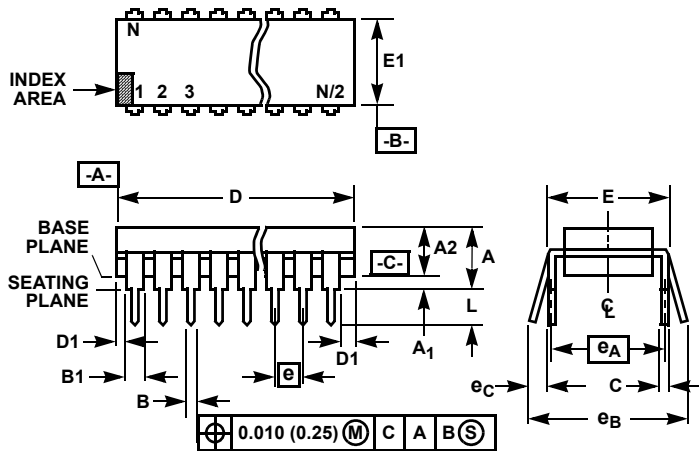 N
INDEX
AREA
1 2 3 N/2
E1
-B-
-A-
D
E
BASE
PLANE
A2
A
-C-
SEATING
PLANE
L
℄
D1
B1
B
A1
e
D1
eA
eC
C
eB
0.010 (0.25) Ⓜ C A B Ⓢ